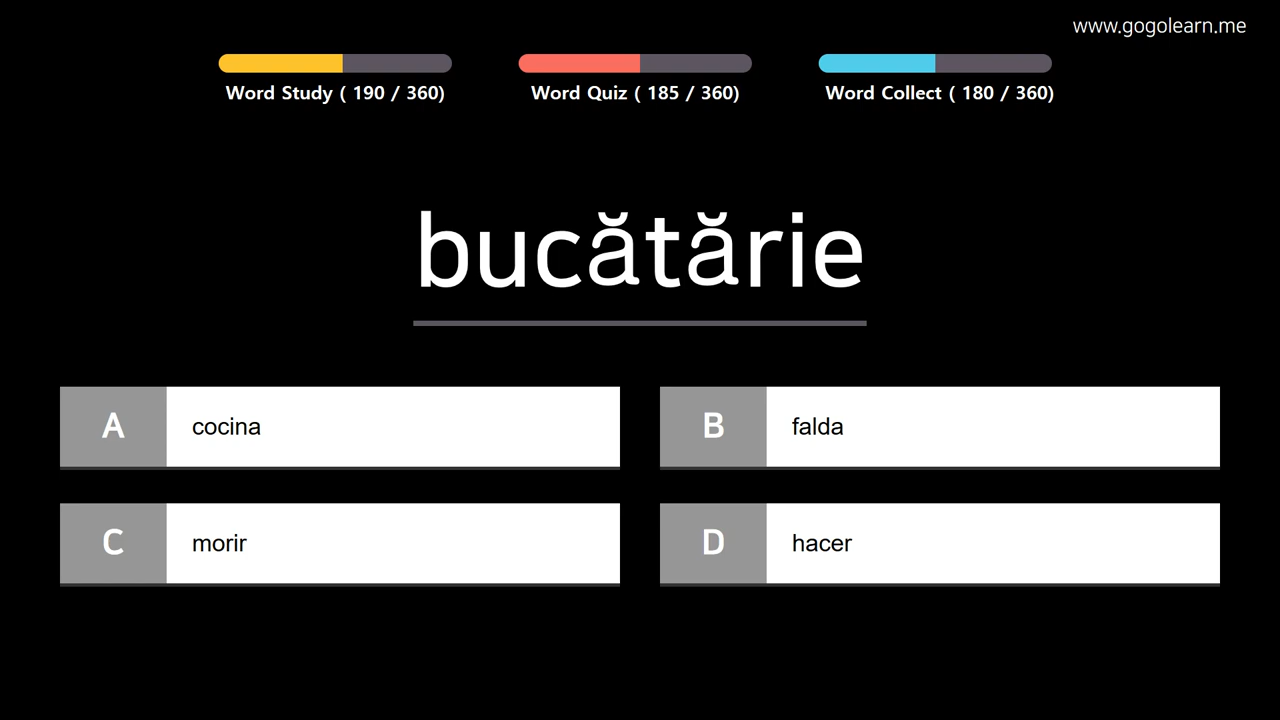 www.gogolearn.me
Word Study ( 190 / 360)
Word Quiz ( 185 / 360)
Word Collect ( 180 / 360)
bucătărie
A cocina
B falda
C morir
D hacer